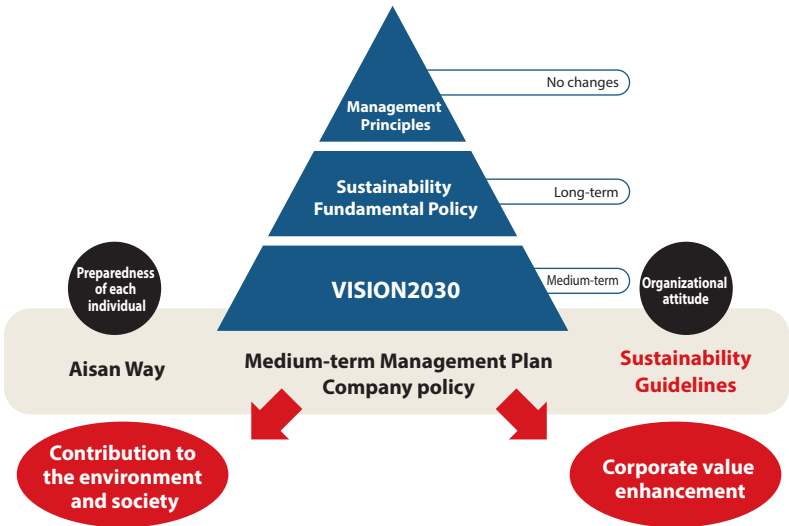 Management
Principles
No changes
Sustainability
Fundamental Policy
Long-term
VISION2030
Medium-term
Preparedness
of each
individual
Organizational
attitude
Aisan Way
Medium-term Management Plan
Company policy
Sustainability
Guidelines
Contribution to
the environment
and society
Corporate value
enhancement